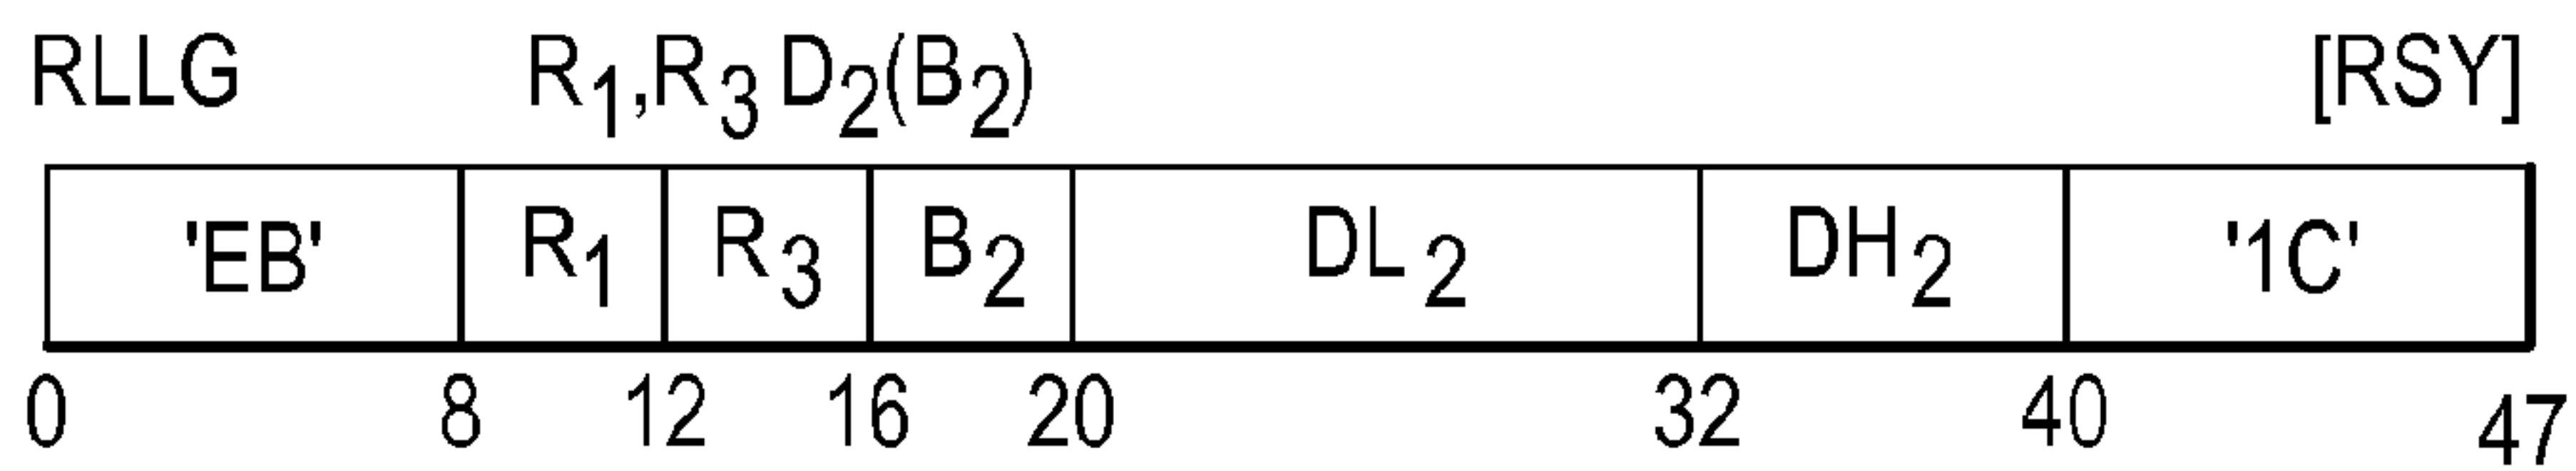 RLLG R1,R3 D2(B2) [RSY]
'EB' R1 R3 B2 DL2 DH2 '1C'
0 8 12 16 20 32 40 47